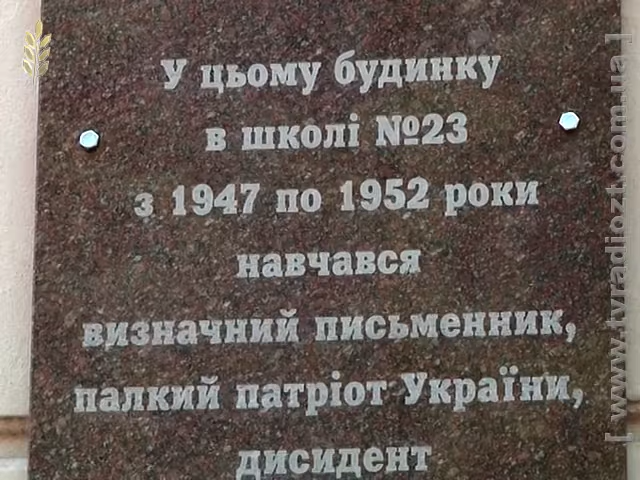 У цьому будинку
в школі №23
з 1947 по 1952 роки
навчався
визначний письменник,
палкий патріот України,
дисидент
[ www.tvradiozt.com.ua ]